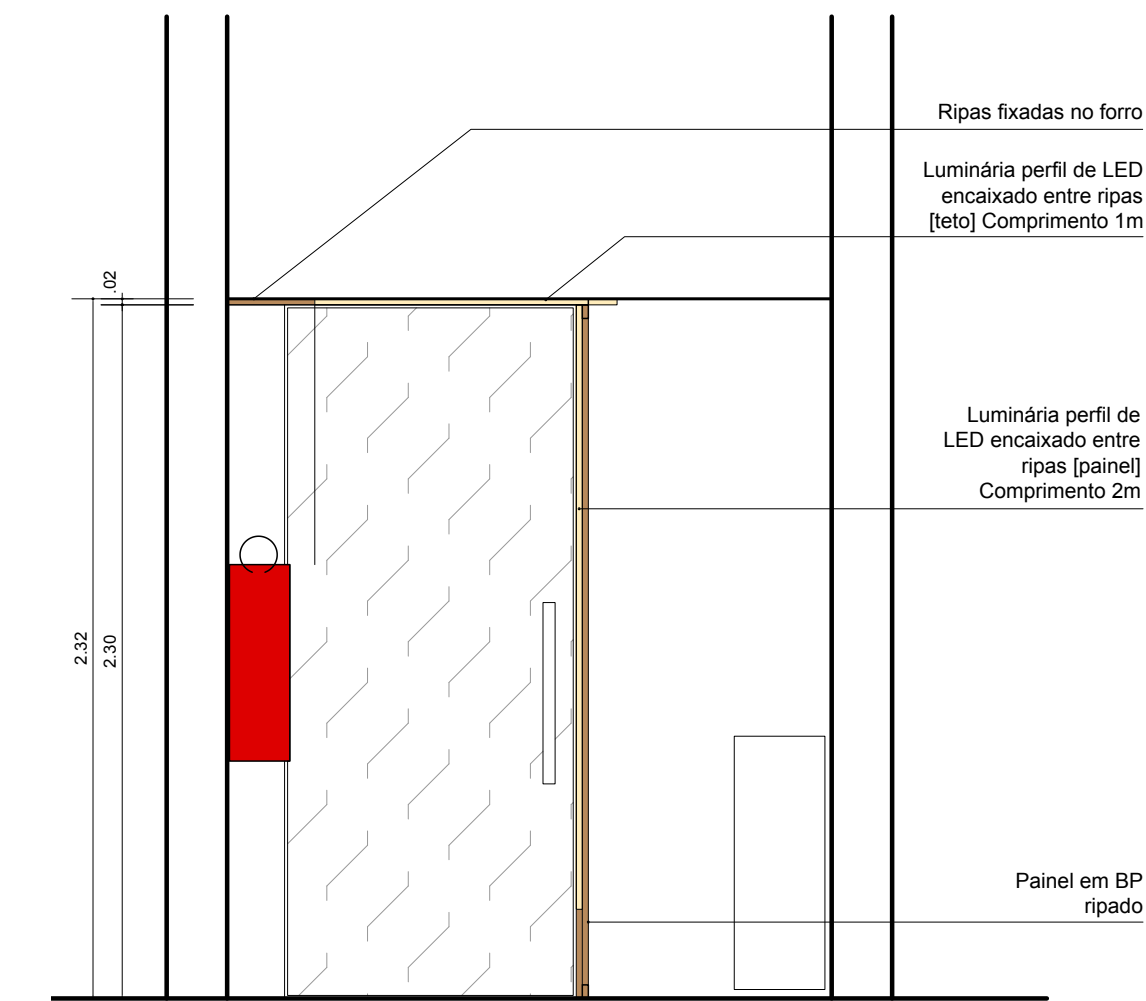 Ripas fixadas no forro
Luminária perfil de LED
encaixado entre ripas
[teto] Comprimento 1m
.02
Luminária perfil de
LED encaixado entre
ripas [painel]
Comprimento 2m
2.32
2.30
Painel em BP
ripado